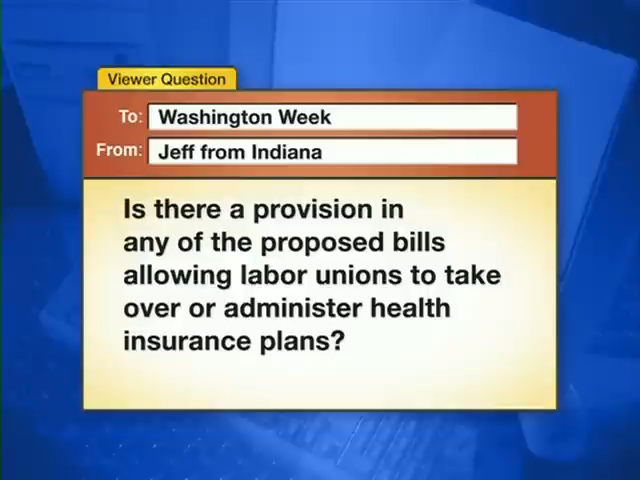 Viewer Question
To: Washington Week
From: Jeff from Indiana
Is there a provision in
any of the proposed bills
allowing labor unions to take
over or administer health
insurance plans?